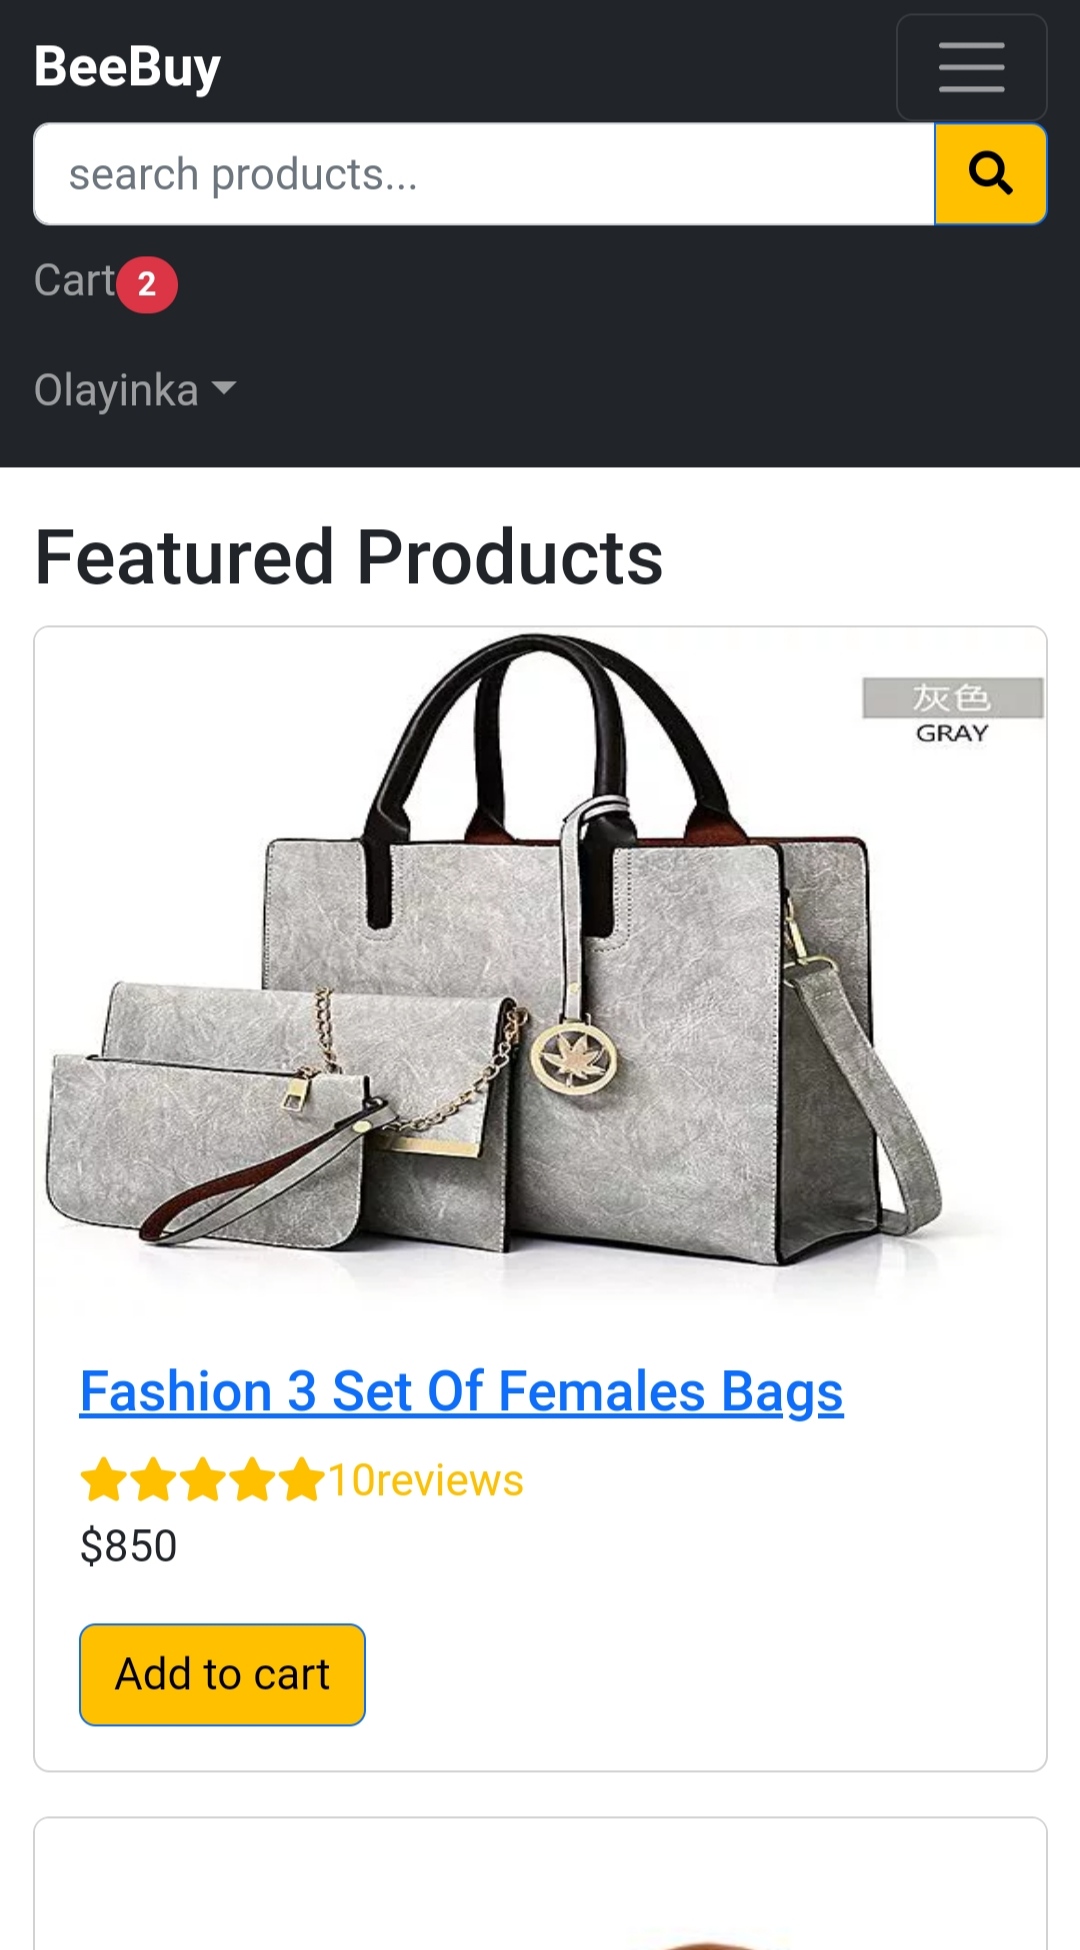 BeeBuy
search products...
Cart 2
Olayinka
Featured Products
灰色
GRAY
Fashion 3 Set Of Females Bags
10reviews
$850
Add to cart